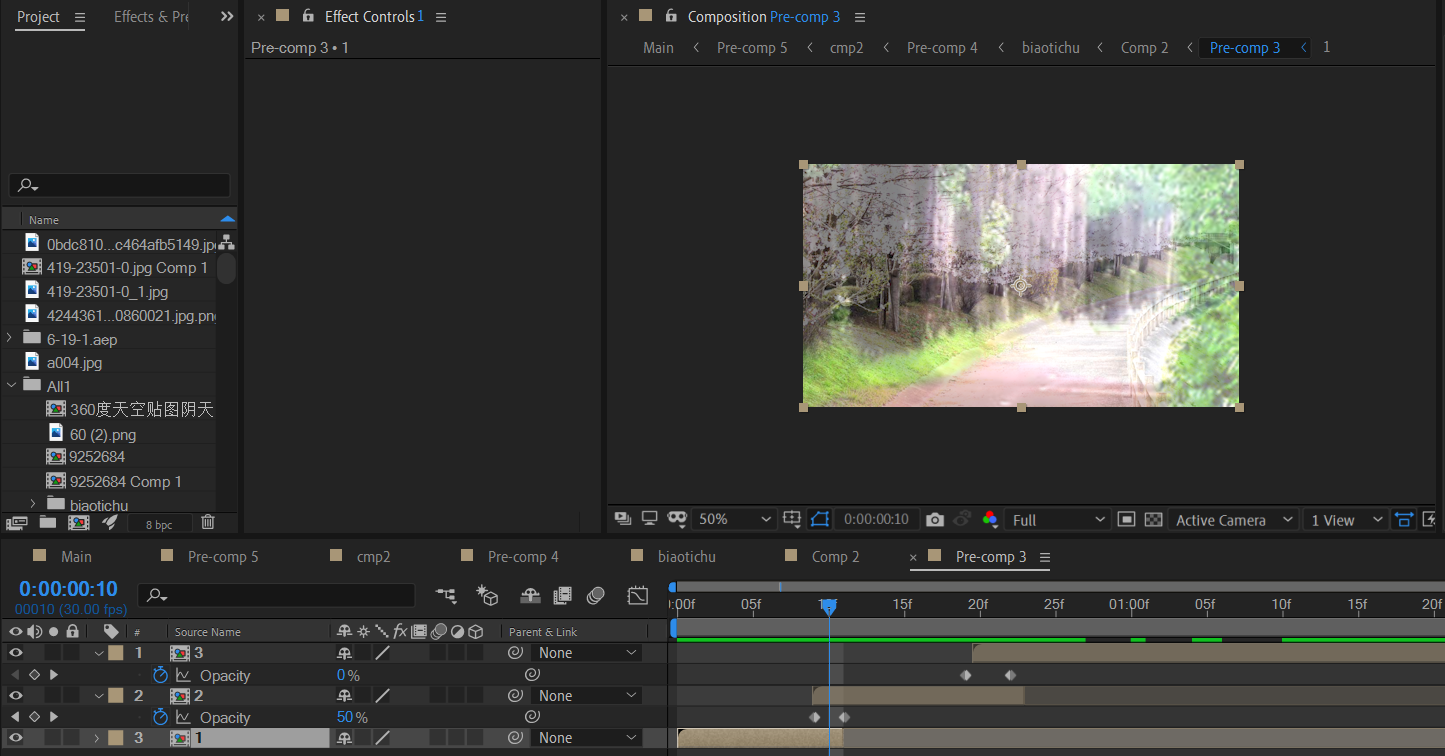 Project
Effects & Pre
Effect Controls 1
Composition Pre-comp 3
Pre-comp 3 • 1
Main
Pre-comp 5
cmp2
Pre-comp 4
biaotichu
Comp 2
Pre-comp 3
1
Name
0bdc810...c464afb5149.jpg
419-23501-0.jpg Comp 1
419-23501-0_1.jpg
4244361...0860021.jpg.png
6-19-1.aep
a004.jpg
All1
360度天空贴图阴天
60 (2).png
9252684
9252684 Comp 1
biaotichu
8 bpc
50%
0:00:00:10
Full
Active Camera
1 View
Main
Pre-comp 5
cmp2
Pre-comp 4
biaotichu
Comp 2
Pre-comp 3
0:00:00:10
00010 (30.00 fps)
:00f 05f 10f 15f 20f 25f 01:00f 05f 10f 15f 20f
# Source Name fx Parent & Link
1 3 None
Opacity 0%
2 2 None
Opacity 50%
3 1 None